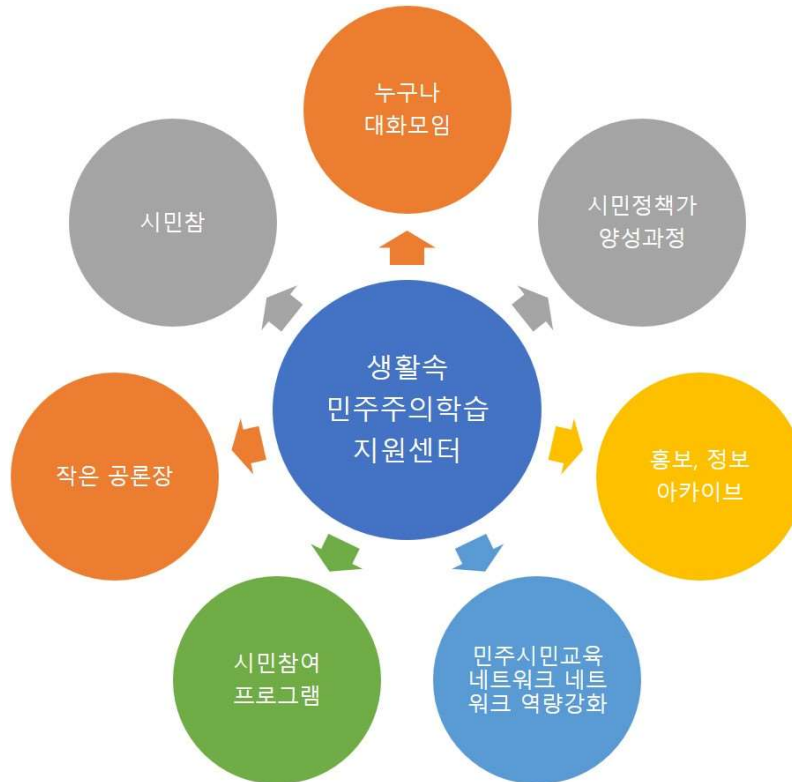 누구나
대화모임
시민정책가
양성과정
홍보, 정보
아카이브
민주시민교육
네트워크 네트
워크 역량강화
시민참여
프로그램
작은 공론장
시민참
생활속
민주주의학습
지원센터